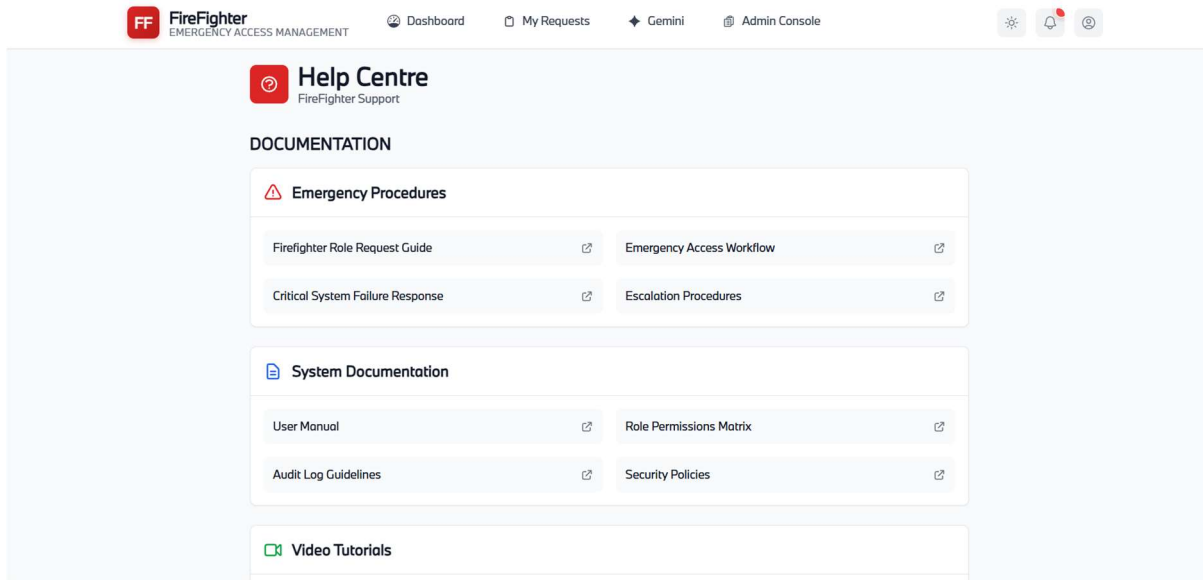 FF
FireFighter
EMERGENCY ACCESS MANAGEMENT
Dashboard
My Requests
Gemini
Admin Console
Help Centre
FireFighter Support
DOCUMENTATION
Emergency Procedures
Firefighter Role Request Guide
Emergency Access Workflow
Critical System Failure Response
Escalation Procedures
System Documentation
User Manual
Role Permissions Matrix
Audit Log Guidelines
Security Policies
Video Tutorials